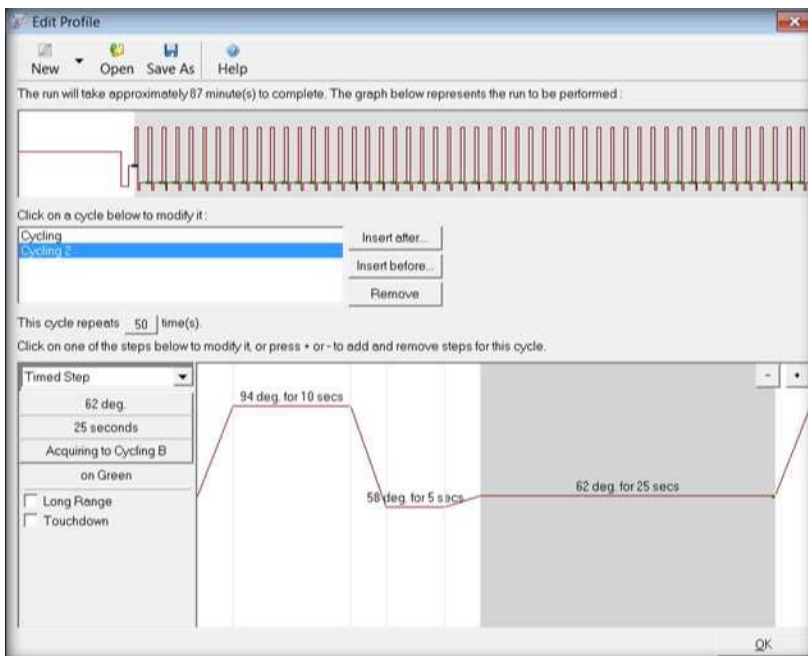 Edit Profile
New Open Save As Help
The run will take approximately 87 minute(s) to complete. The graph below represents the run to be performed :
Click on a cycle below to modify it :
Cycling
Cycling 2
Insert after...
Insert before...
Remove
This cycle repeats 50 time(s).
Click on one of the steps below to modify it, or press + or - to add and remove steps for this cycle.
Timed Step
- +
62 deg.
25 seconds
Acquiring to Cycling B
on Green
Long Range
Touchdown
94 deg. for 10 secs
58 deg. for 5 secs
62 deg. for 25 secs
OK